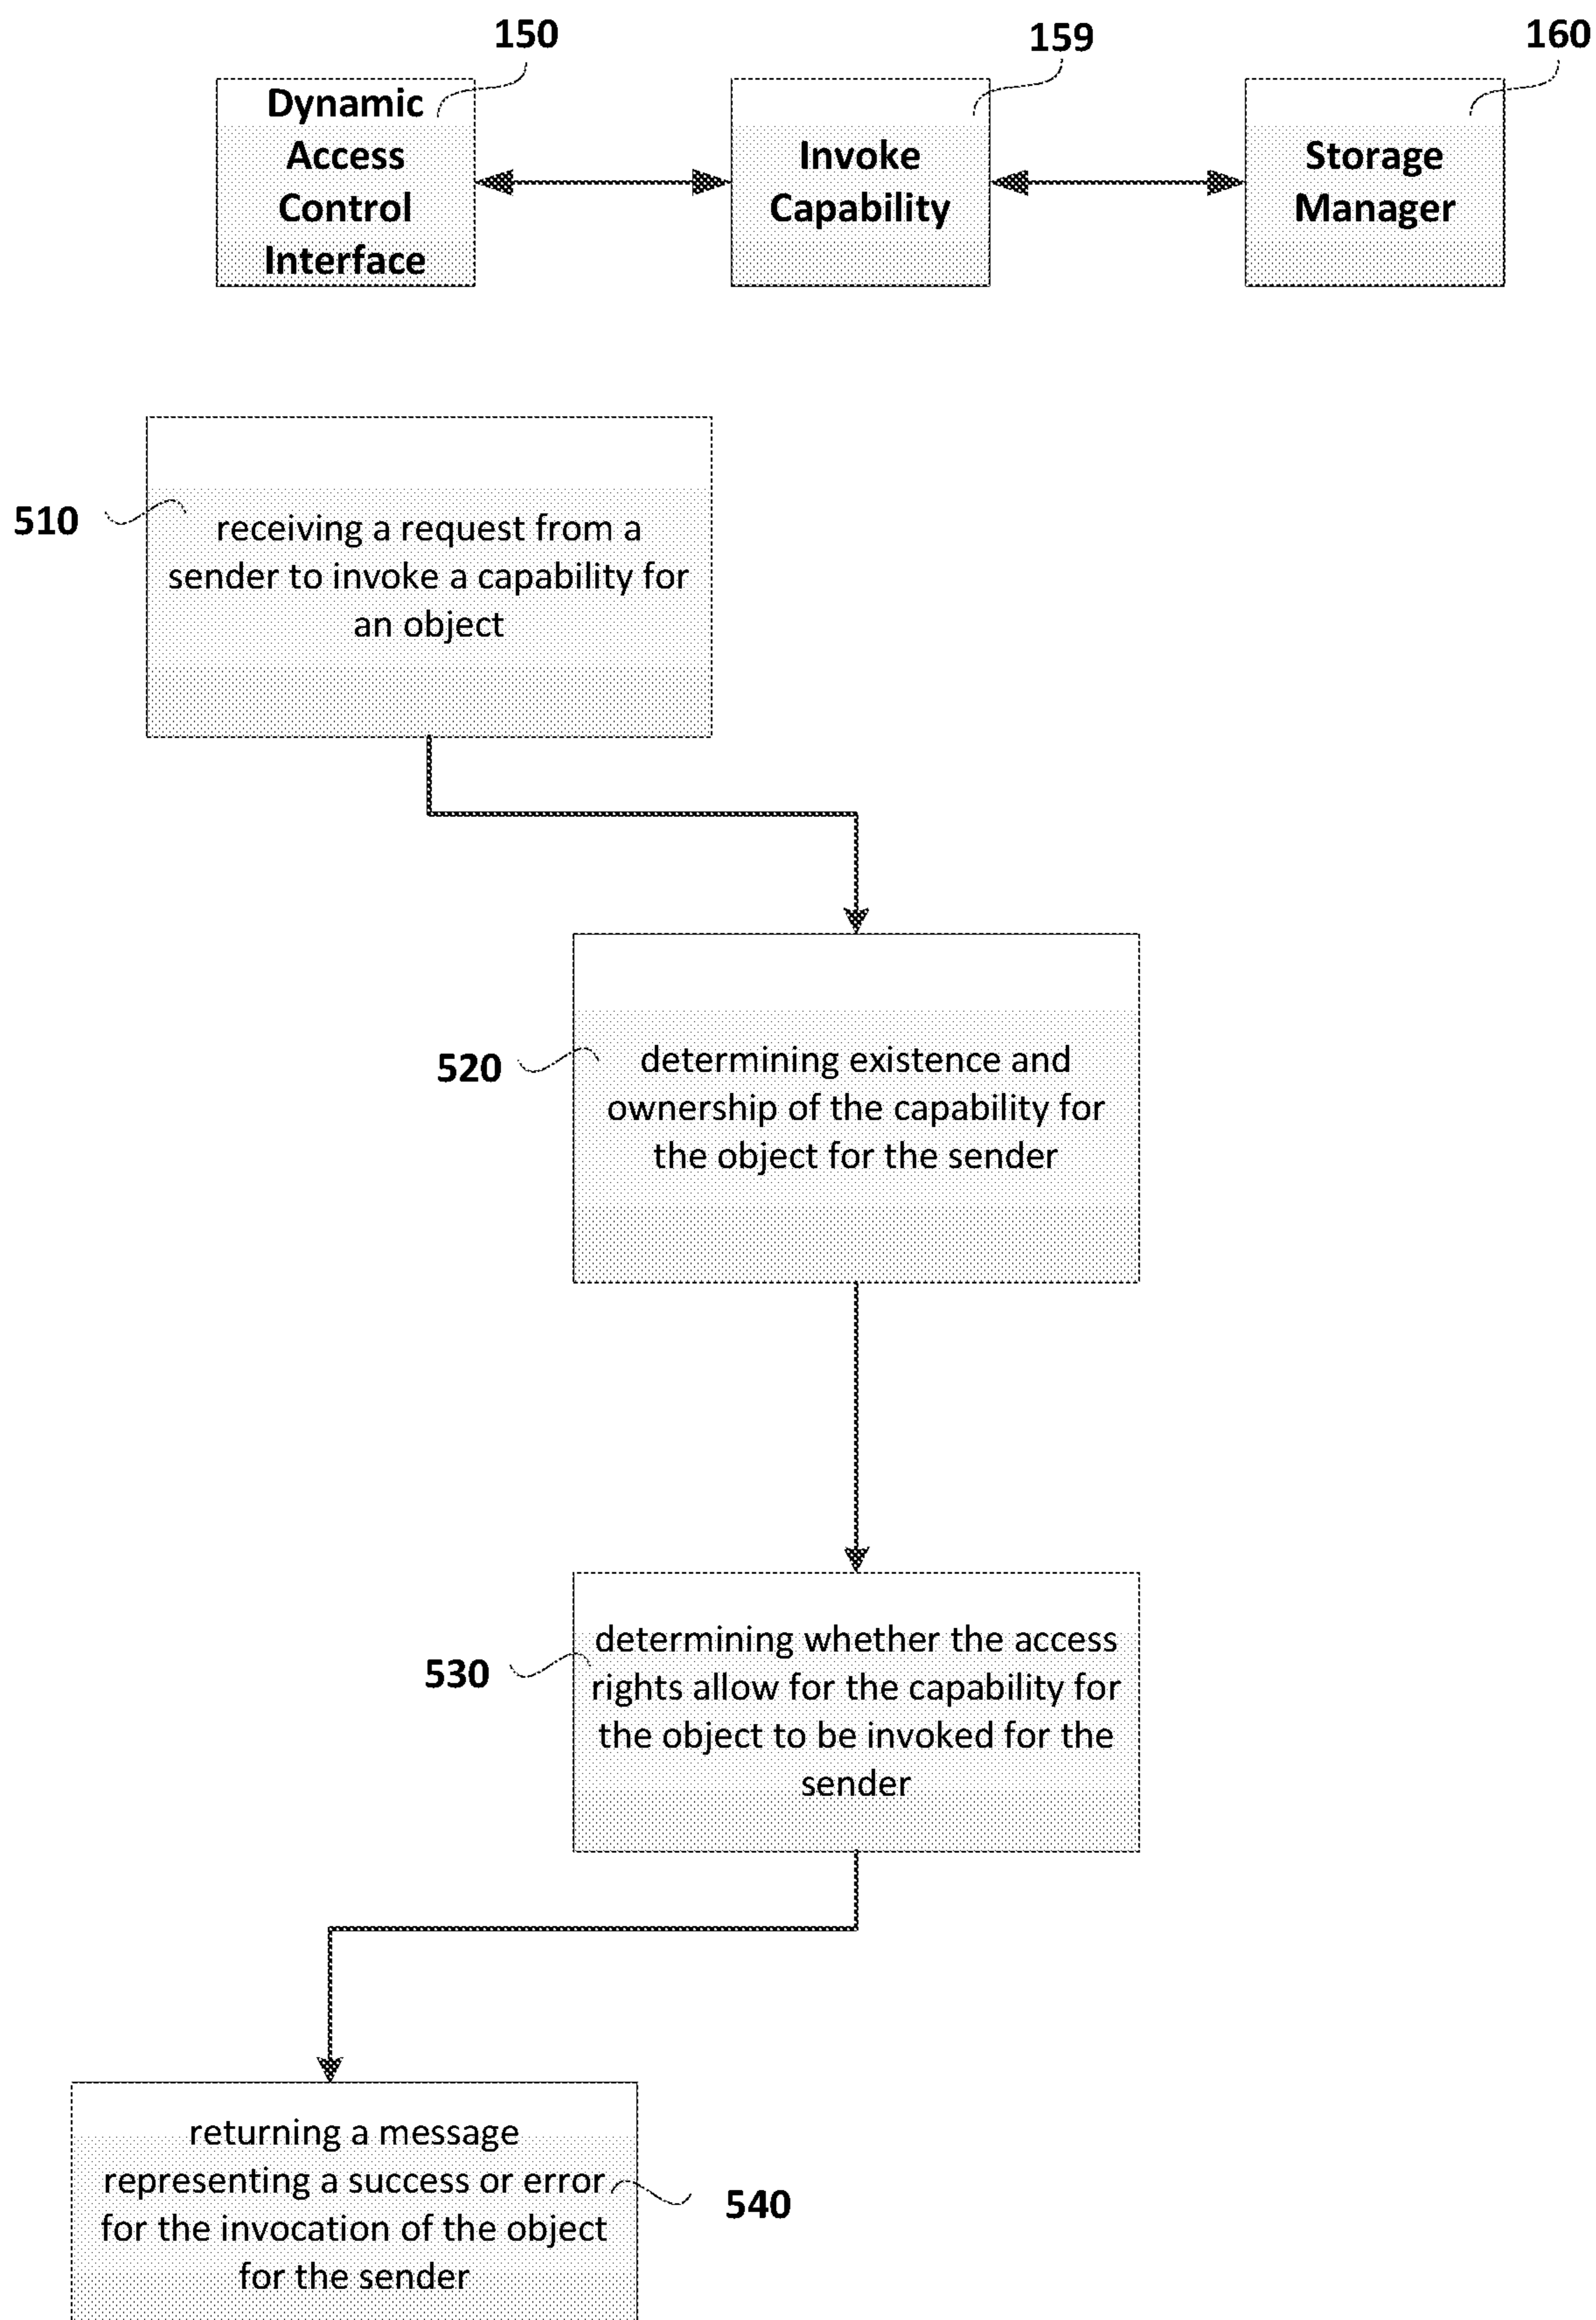 150
159
160
Dynamic
Access
Control
Interface
Invoke
Capability
Storage
Manager
510
receiving a request from a
sender to invoke a capability for
an object
520
determining existence and
ownership of the capability for
the object for the sender
530
determining whether the access
rights allow for the capability for
the object to be invoked for the
sender
returning a message
representing a success or error
for the invocation of the object
for the sender
540